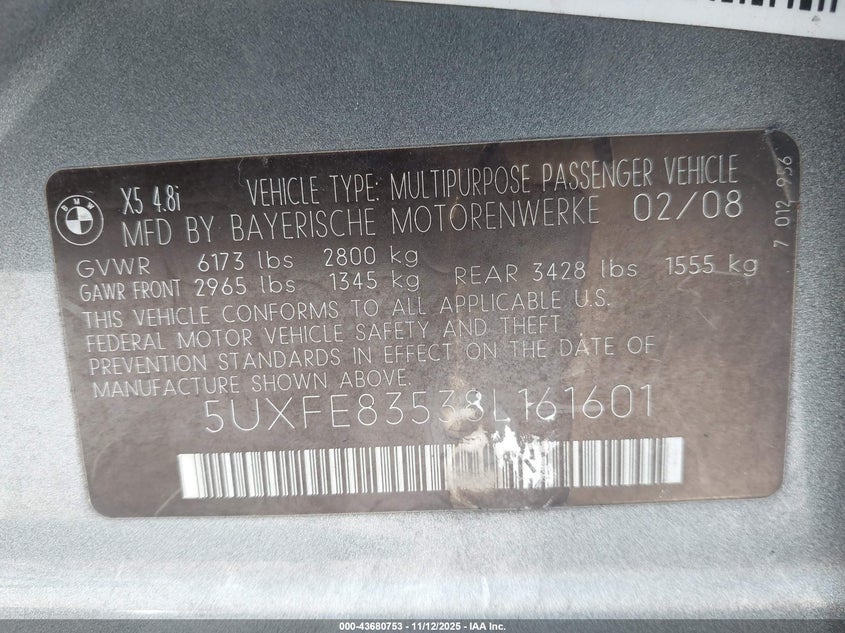 BMW
X5 4.8i VEHICLE TYPE: MULTIPURPOSE PASSENGER VEHICLE
MFD BY BAYERISCHE MOTORENWERKE 02/08
GVWR 6173 lbs 2800 kg
GAWR FRONT 2965 lbs 1345 kg REAR 3428 lbs 1555 kg
THIS VEHICLE CONFORMS TO ALL APPLICABLE U.S.
FEDERAL MOTOR VEHICLE SAFETY AND THEFT
PREVENTION STANDARDS IN EFFECT ON THE DATE OF
MANUFACTURE SHOWN ABOVE.
5UXFE83538L161601
7 012 956
000-43680753 - 11/12/2025 - IAA Inc.